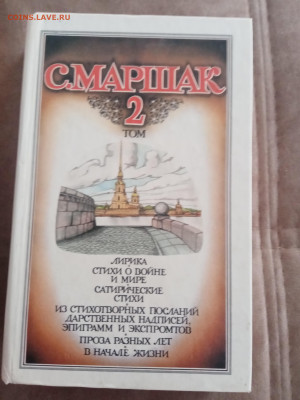 COINS.LAVE.RU
С.МАРШАК
2
ТОМ
ЛИРИКА
СТИХИ О ВОЙНЕ
И МИРЕ
САТИРИЧЕСКИЕ
СТИХИ
ИЗ СТИХОТВОРНЫХ ПОСЛАНИЙ
ДАРСТВЕННЫХ НАДПИСЕЙ,
ЭПИГРАММ И ЭКСПРОМТОВ
ПРОЗА РАЗНЫХ ЛЕТ
В НАЧАЛЕ ЖИЗНИ